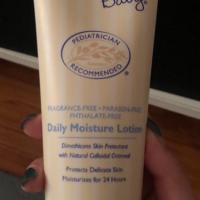 Baby
PEDIATRICIAN
RECOMMENDED
FRAGRANCE-FREE • PARABEN-FREE
PHTHALATE-FREE
Daily Moisture Lotion
Dimethicone Skin Protectant
with Natural Colloidal Oatmeal
Protects Delicate Skin
Moisturizes for 24 Hours